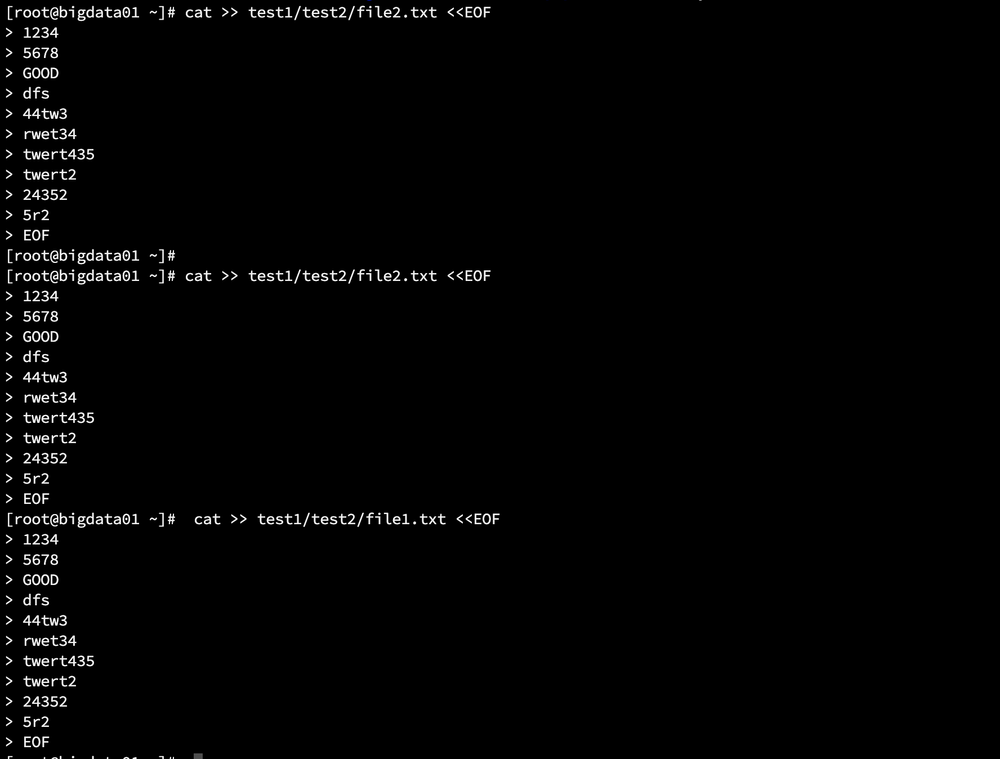 [root@bigdata01 ~]# cat >> test1/test2/file2.txt <<EOF
> 1234
> 5678
> GOOD
> dfs
> 44tw3
> rwet34
> twert435
> twert2
> 24352
> 5r2
> EOF
[root@bigdata01 ~]#
[root@bigdata01 ~]# cat >> test1/test2/file2.txt <<EOF
> 1234
> 5678
> GOOD
> dfs
> 44tw3
> rwet34
> twert435
> twert2
> 24352
> 5r2
> EOF
[root@bigdata01 ~]#  cat >> test1/test2/file1.txt <<EOF
> 1234
> 5678
> GOOD
> dfs
> 44tw3
> rwet34
> twert435
> twert2
> 24352
> 5r2
> EOF
[root@bigdata01 ~]#